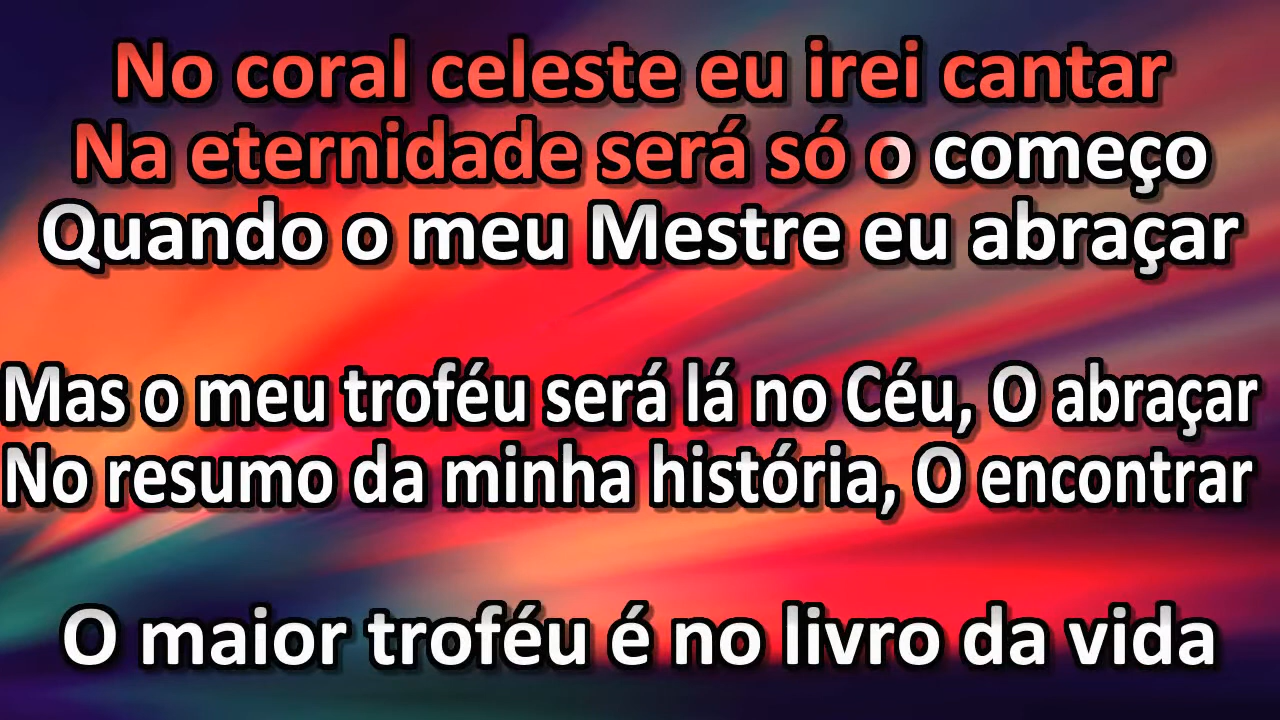 No coral celeste eu irei cantar
Na eternidade será só o começo
Quando o meu Mestre eu abraçar
Mas o meu troféu será lá no Céu, O abraçar
No resumo da minha história, O encontrar
O maior troféu é no livro da vida